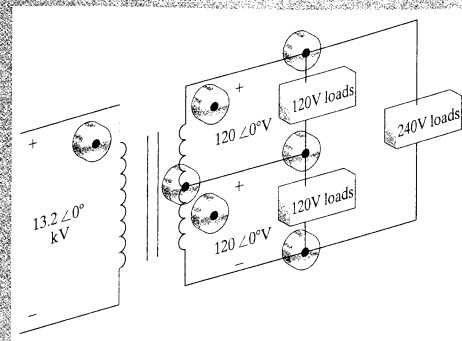 +
13.2 ∠0°
kV
−
+
120 ∠0°V
+
120 ∠0°V
−
120V loads
120V loads
240V loads